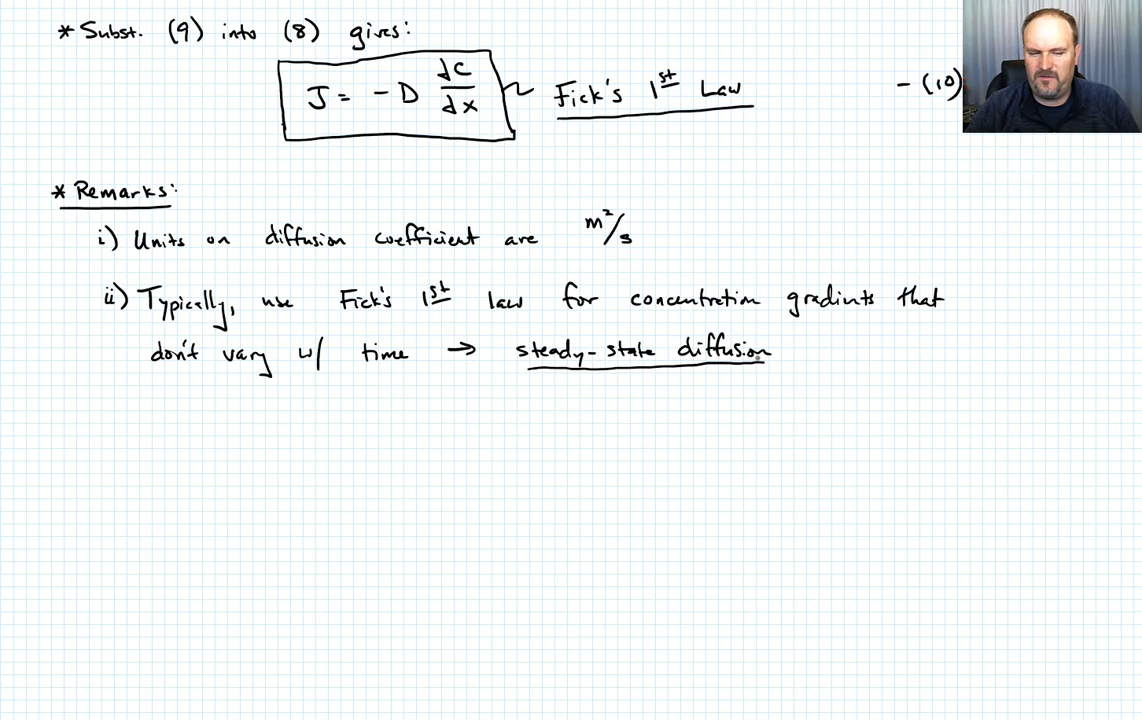 * Subst. (9) into (8) gives:
J = - D dc/dx Fick's 1st Law - (10)
* Remarks:
i) Units on diffusion coefficient are m²/s
ii) Typically, use Fick's 1st law for concentration gradints that
don't vary w/ time → steady-state diffusion